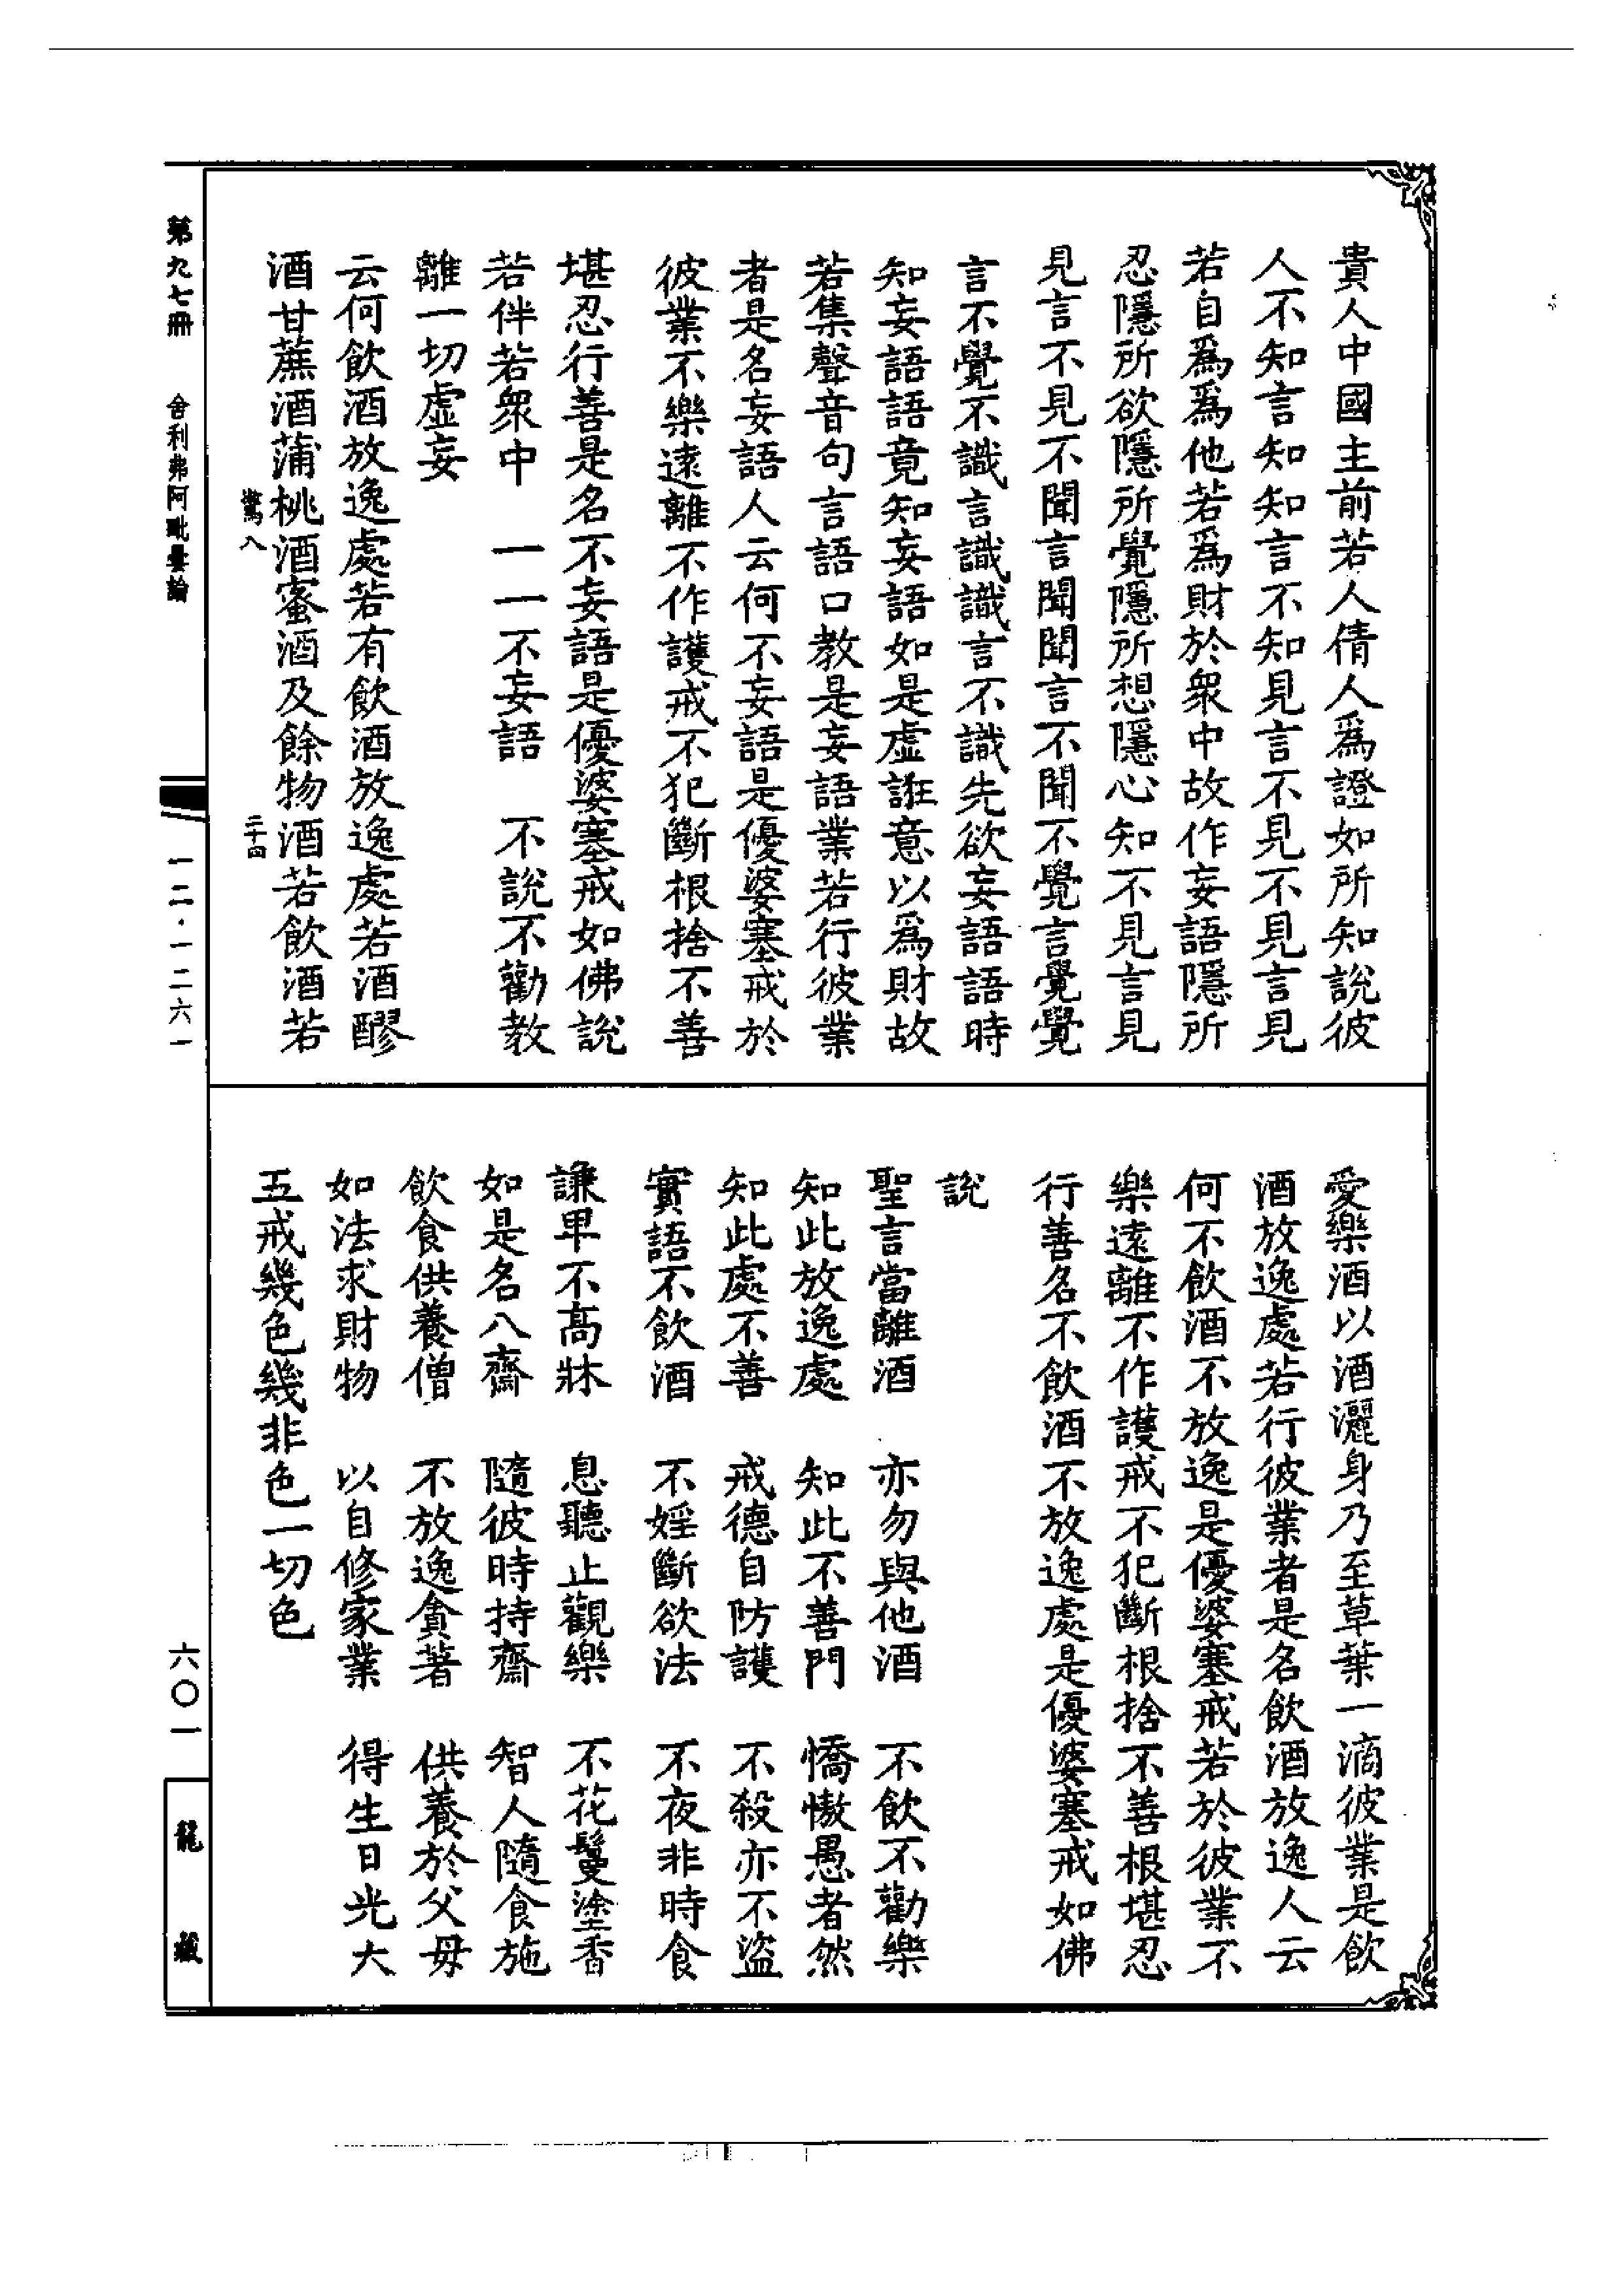 貴人中國主前若人倩人爲證如所知說彼
人不知言知知言不知見言不見不見言見
若自爲爲他若爲財於衆中故作妄語隱所
忍隱所欲隱所覺隱所想隱心知不見言見
見言不見不聞言聞聞言不聞不覺言覺覺
言不覺不識言識識言不識先欲妄語語時
知妄語語竟知妄語如是虛誑意以爲財故
若集聲音句言語口教是妄語業若行彼業
者是名妄語人云何不妄語是優婆塞戒於
彼業不樂遠離不作護戒不犯斷根捨不善
堪忍行善是名不妄語是優婆塞戒如佛說
若伴若衆中　一一不妄語　不說不勸教
離一切虛妄
云何飲酒放逸處若有飲酒放逸處若酒醪
酒甘蔗酒蒲桃酒蜜酒及餘物酒若飲酒若
驚八　二十四
愛樂酒以酒灑身乃至草葉一滴彼業是飲
酒放逸處若行彼業者是名飲酒放逸人云
何不飲酒不放逸是優婆塞戒若於彼業不
樂遠離不作護戒不犯斷根捨不善根堪忍
行善名不飲酒不放逸處是優婆塞戒如佛
說
聖言當離酒　亦勿與他酒　不飲不勸樂
知此放逸處　知此不善門　憍慠愚者然
知此處不善　戒德自防護　不殺亦不盜
實語不飲酒　不婬斷欲法　不夜非時食
謙卑不高牀　息聽止觀樂　不花鬘塗香
如是名八齋　隨彼時持齋　智人隨食施
飲食供養僧　不放逸貪著　供養於父母
如法求財物　以自修家業　得生日光大
五戒幾色幾非色一切色
第九七冊　舍利弗阿毗曇論　一二·一二六一　六〇一　龍藏